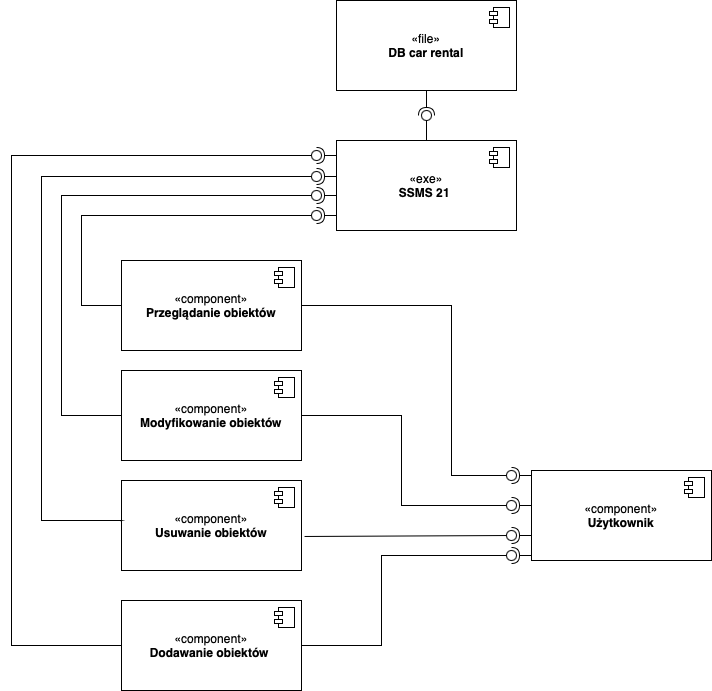 «file»
DB car rental
«exe»
SSMS 21
«component»
Przeglądanie obiektów
«component»
Modyfikowanie obiektów
«component»
Usuwanie obiektów
«component»
Użytkownik
«component»
Dodawanie obiektów